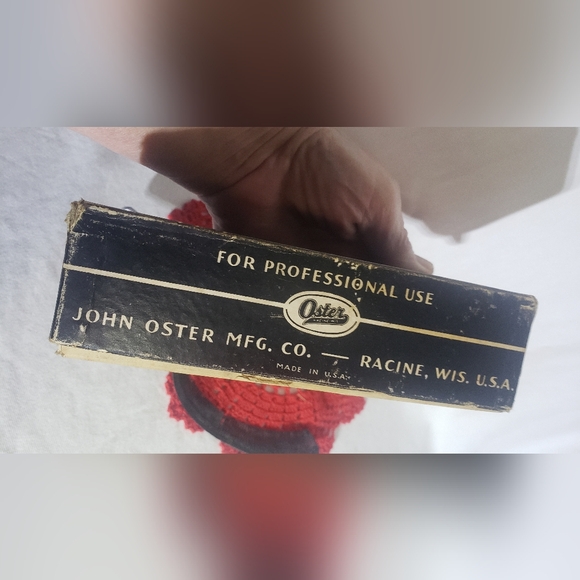 FOR PROFESSIONAL USE
Oster
JOHN OSTER MFG. CO. — RACINE, WIS. U.S.A.
MADE IN U.S.A.